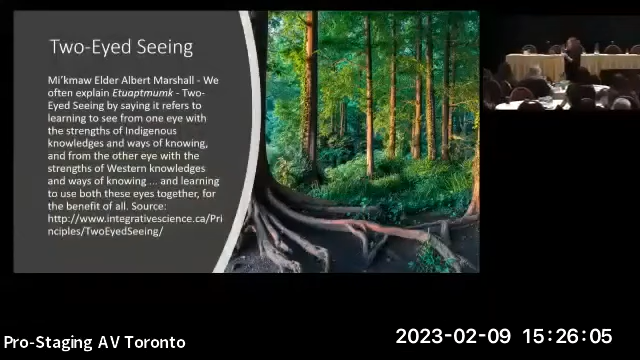 Two-Eyed Seeing
Mi'kmaw Elder Albert Marshall - We
often explain Etuaptmumk - Two-
Eyed Seeing by saying it refers to
learning to see from one eye with
the strengths of Indigenous
knowledges and ways of knowing,
and from the other eye with the
strengths of Western knowledges
and ways of knowing ... and learning
to use both these eyes together, for
the benefit of all. Source:
http://www.integrativescience.ca/Pri
nciples/TwoEyedSeeing/
Pro-Staging AV Toronto
2023-02-09 15:26:05